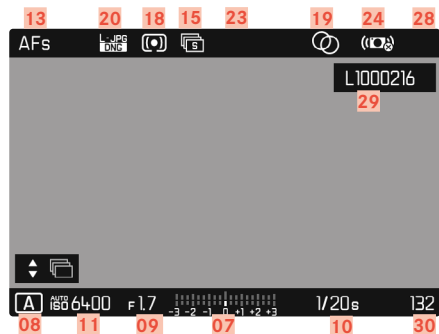 13 20 18 15 23 19 24 28
AFs L-JPG DNG S
L1000216
29
A AUTO ISO 6400 F 1.7 -3 -2 -1 0 +1 +2 +3 1/20s 132
08 11 09 07 10 30